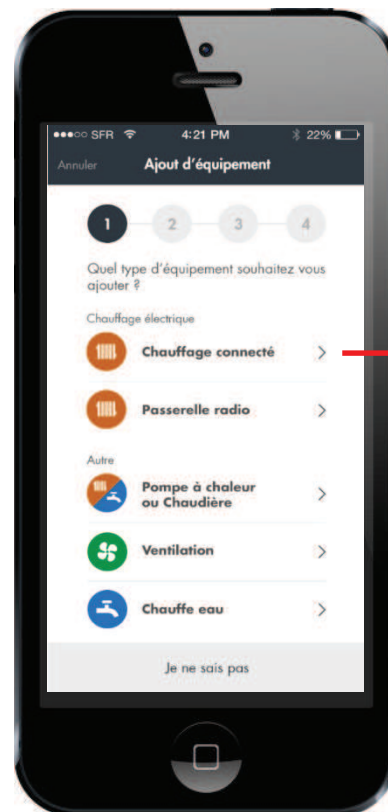 SFR 4:21 PM 22%
Annuler Ajout d'équipement
1 2 3 4
Quel type d'équipement souhaitez vous
ajouter ?
Chauffage électrique
Chauffage connecté
Passerelle radio
Autre
Pompe à chaleur
ou Chaudière
Ventilation
Chauffe eau
Je ne sais pas